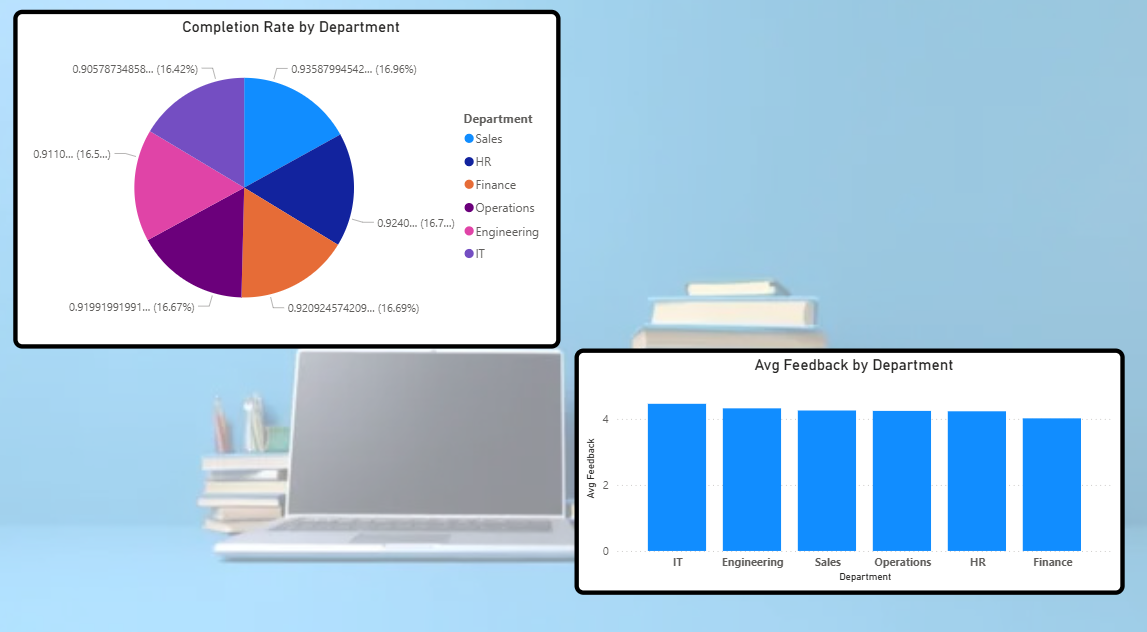 Completion Rate by Department
0.90578734858... (16.42%)
0.93587994542... (16.96%)
0.9110... (16.5...)
0.9240... (16.7...)
0.91991991991... (16.67%)
0.920924574209... (16.69%)
Department
Sales
HR
Finance
Operations
Engineering
IT
Avg Feedback by Department
Avg Feedback
4
2
0
IT Engineering Sales Operations HR Finance
Department